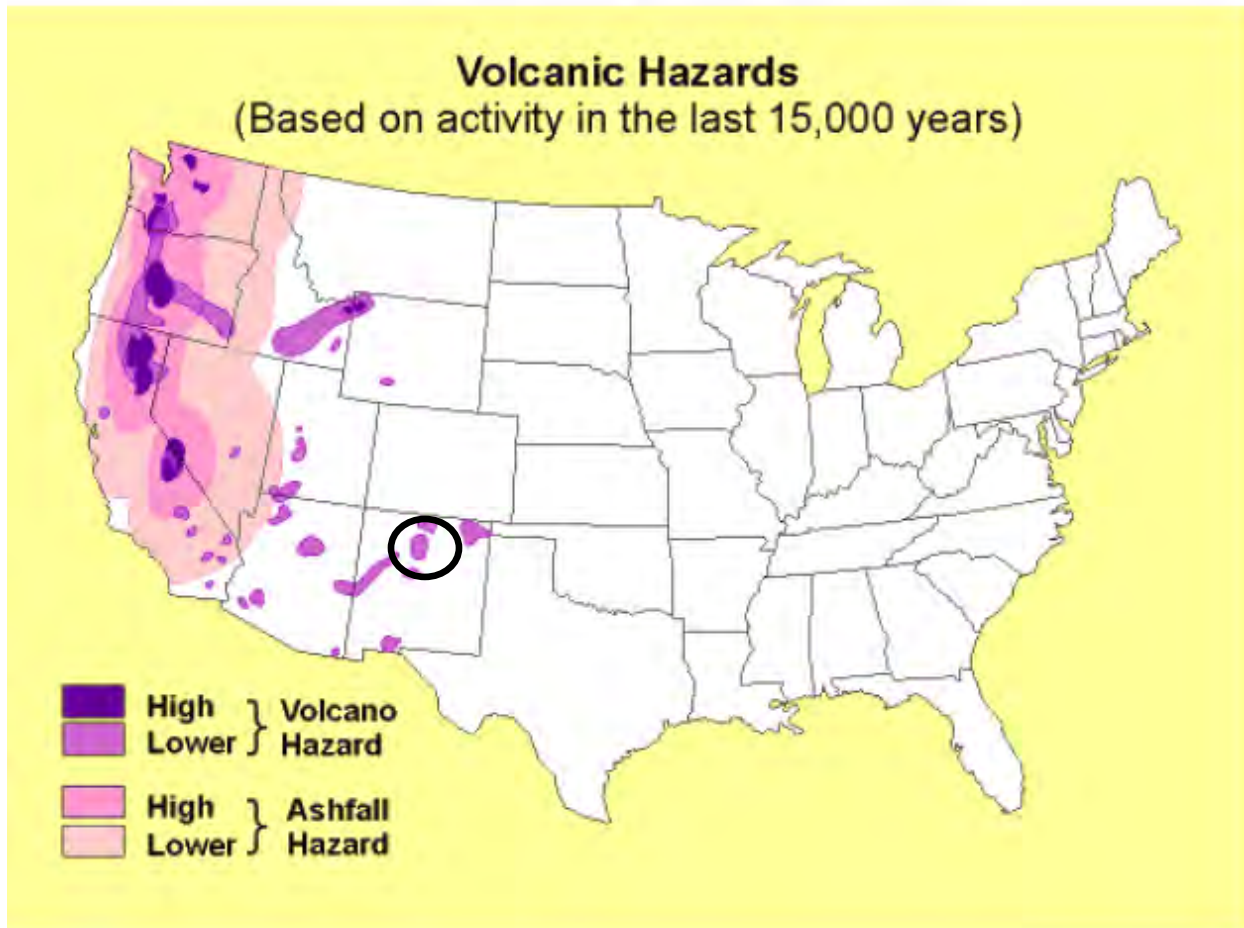 Volcanic Hazards
(Based on activity in the last 15,000 years)
High } Volcano
Lower } Hazard
High } Ashfall
Lower } Hazard